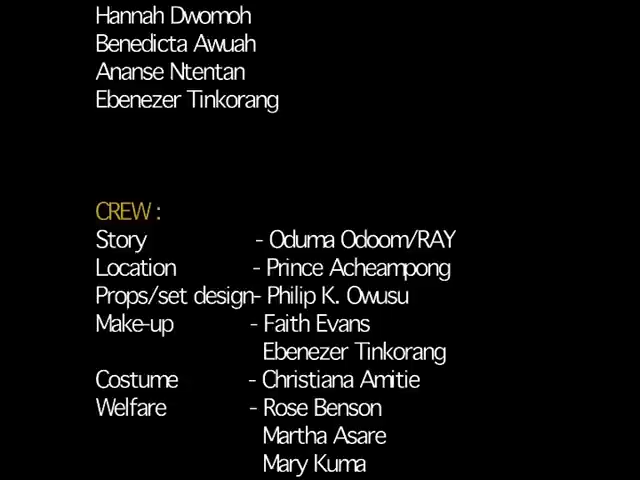 Hannah Dwomoh
Benedicta Awuah
Ananse Ntentan
Ebenezer Tinkorang
CREW :
Story - Oduma Odoom/RAY
Location - Prince Acheampong
Props/set design- Philip K. Owusu
Make-up - Faith Evans
Ebenezer Tinkorang
Costume - Christiana Amitie
Welfare - Rose Benson
Martha Asare
Mary Kuma